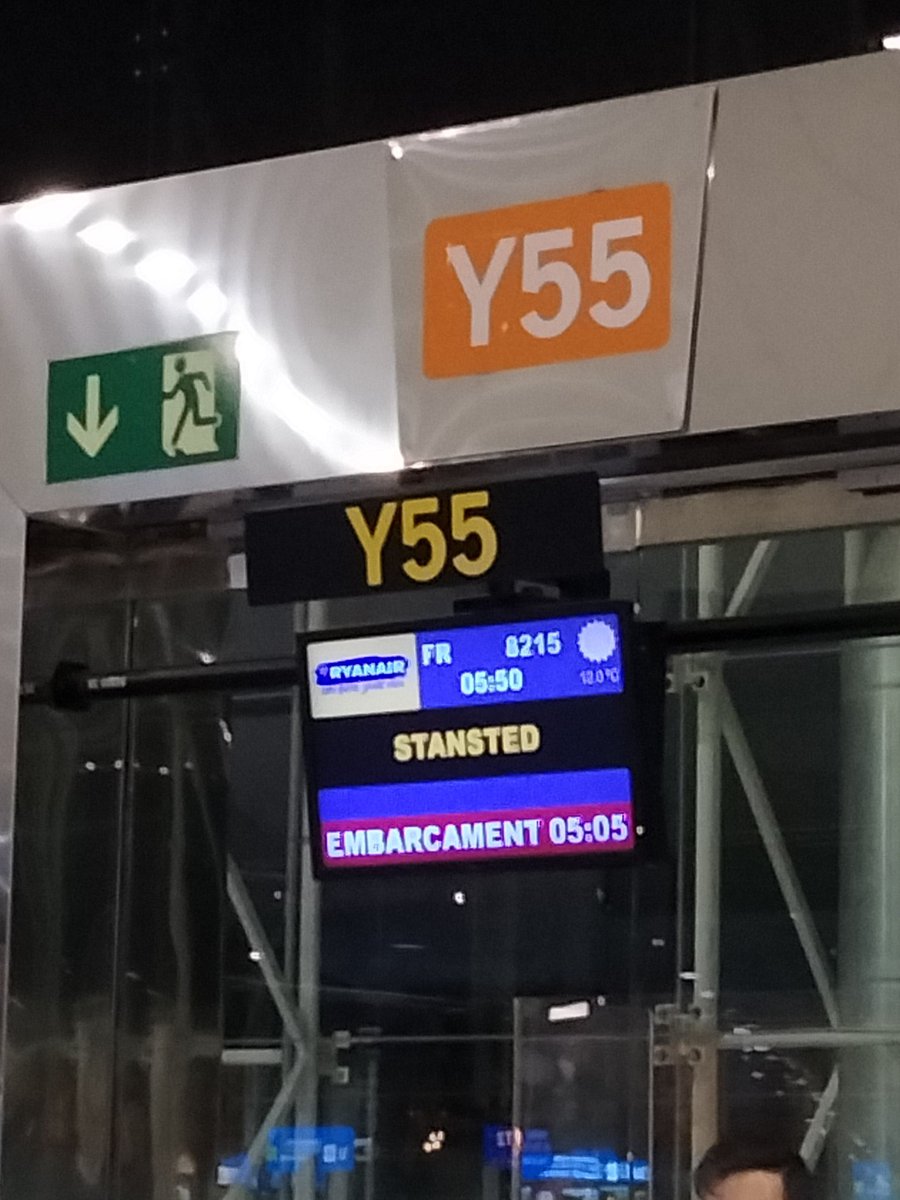 Y55
Y55
RYANAIR
FR 8215
05:50
STANSTED
EMBARCAMENT 05:05